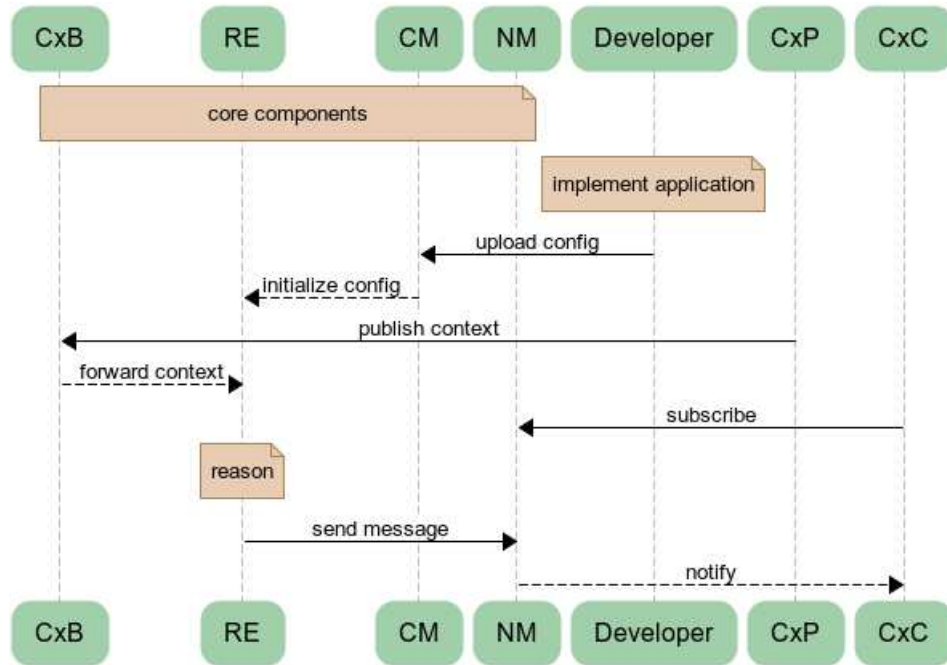 CxB RE CM NM Developer CxP CxC
core components
implement application
upload config
initialize config
publish context
forward context
subscribe
reason
send message
notify
CxB RE CM NM Developer CxP CxC